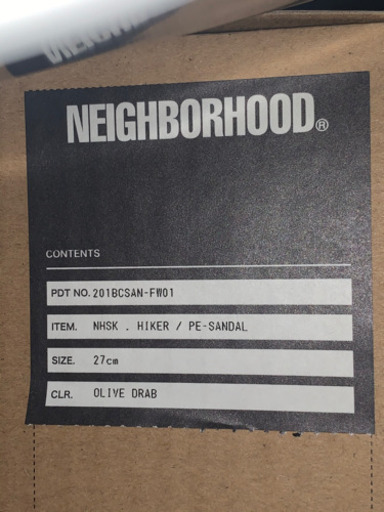 NEIGHBORHOOD®
CONTENTS
PDT NO. 201BCSAN-FW01
ITEM. NHSK . HIKER / PE-SANDAL
SIZE. 27cm
CLR. OLIVE DRAB